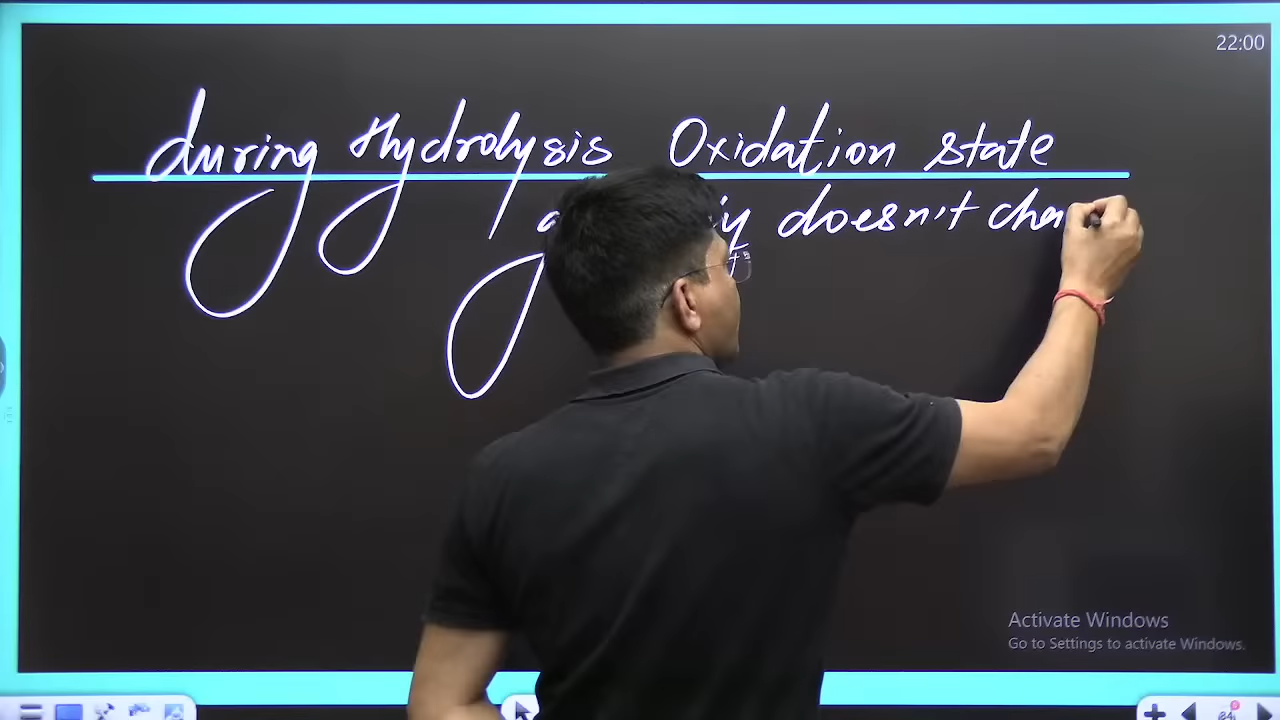 22:00
during Hydrolysis Oxidation state
doesn't cha
Activate Windows
Go to Settings to activate Windows.